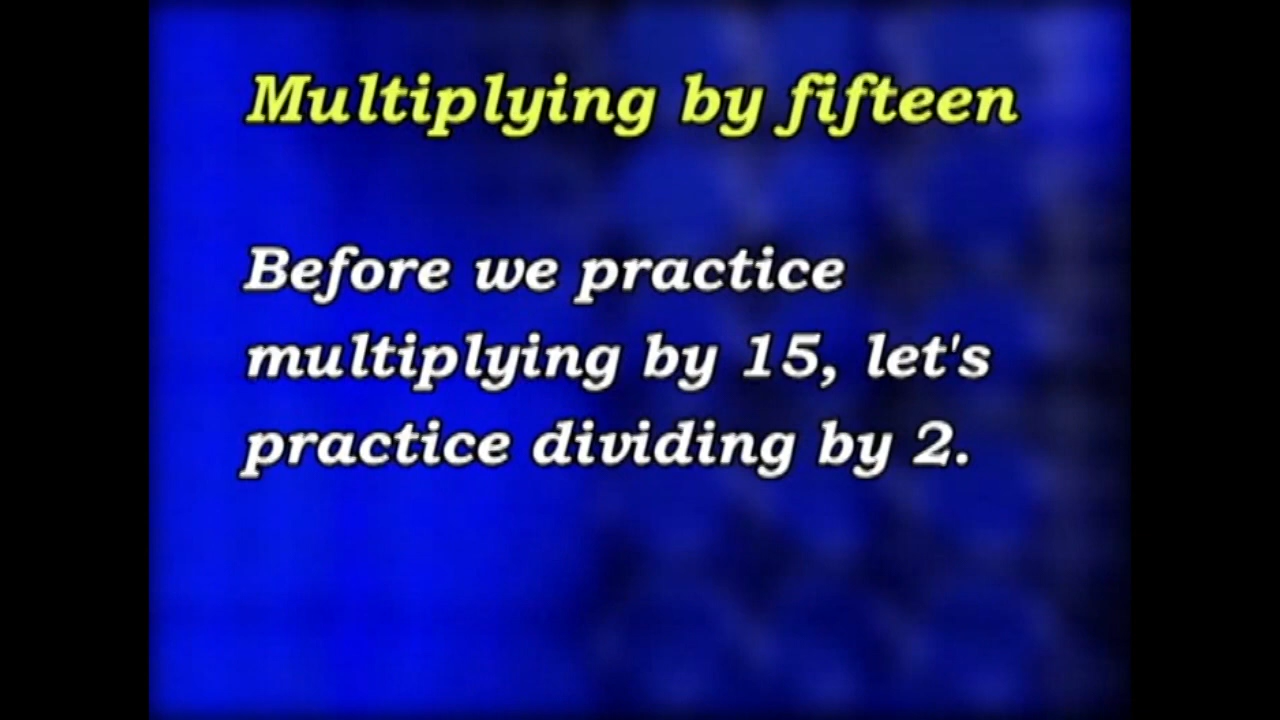 Multiplying by fifteen
Before we practice
multiplying by 15, let's
practice dividing by 2.